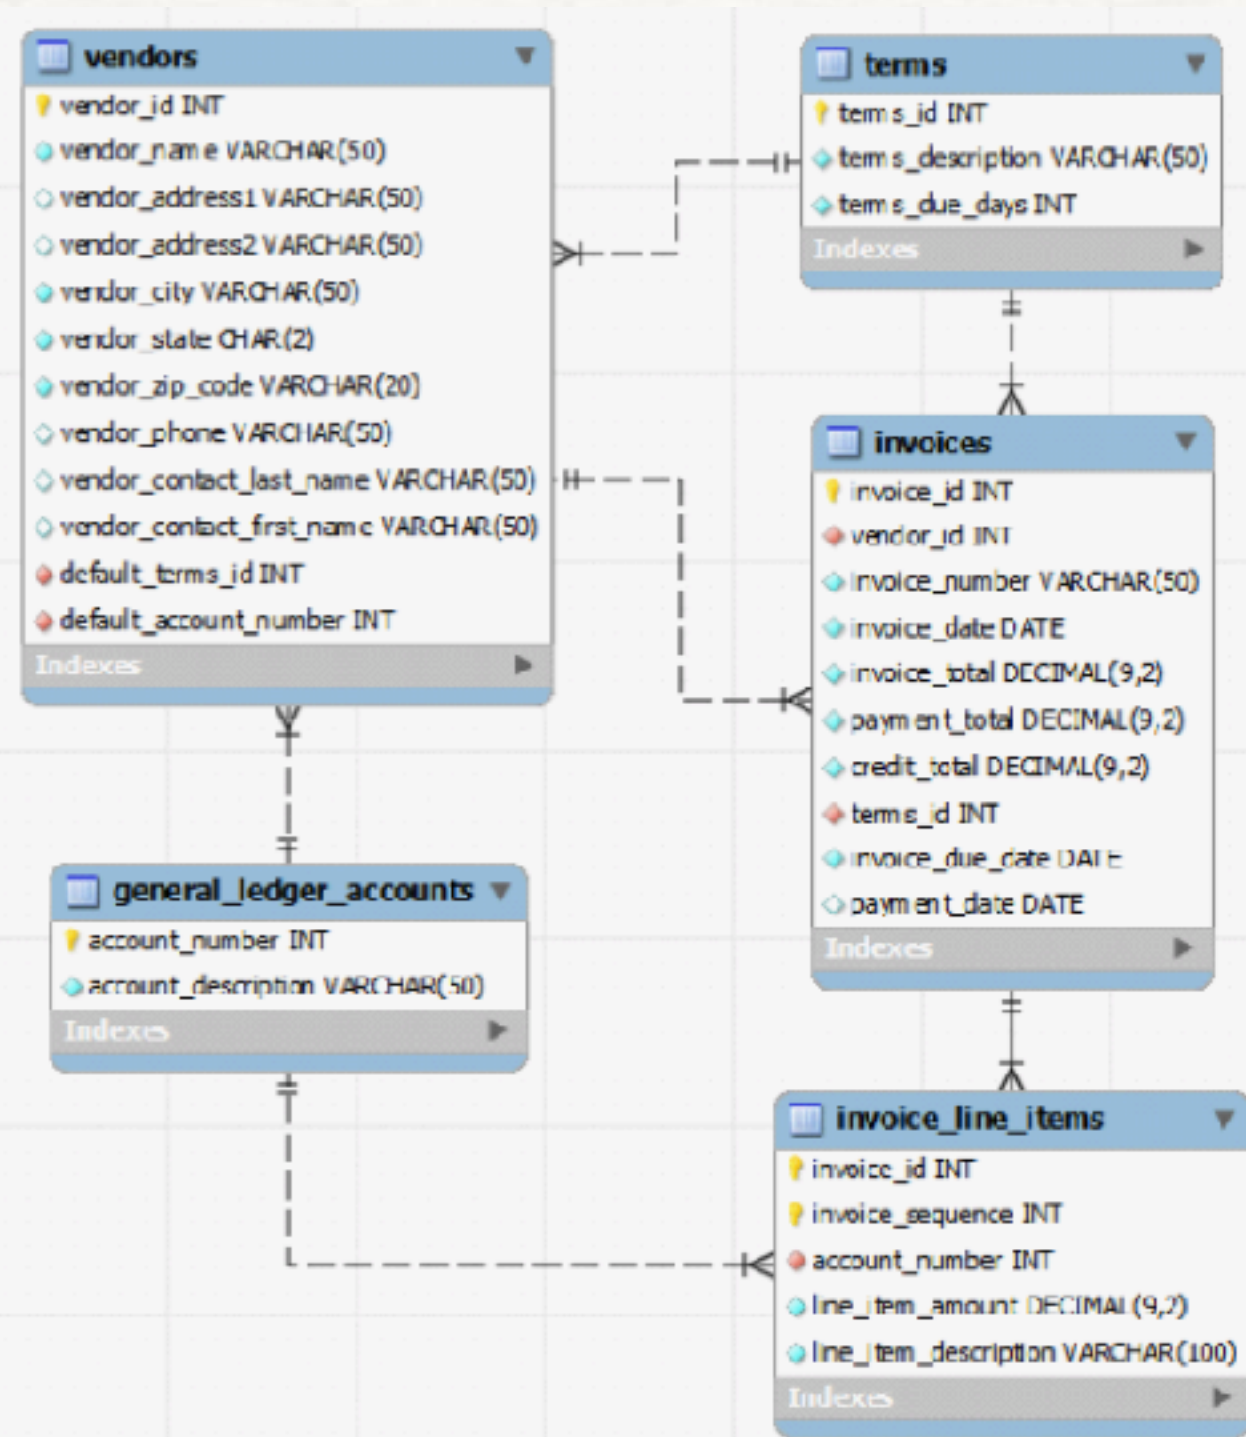 vendors
vendor_id INT
vendor_name VARCHAR(50)
vendor_address1 VARCHAR(50)
vendor_address2 VARCHAR(50)
vendor_city VARCHAR(50)
vendor_state CHAR(2)
vendor_zip_code VARCHAR(20)
vendor_phone VARCHAR(50)
vendor_contact_last_name VARCHAR(50)
vendor_contact_first_name VARCHAR(50)
default_terms_id INT
default_account_number INT
Indexes
terms
terms_id INT
terms_description VARCHAR(50)
terms_due_days INT
Indexes
invoices
invoice_id INT
vendor_id INT
invoice_number VARCHAR(50)
invoice_date DATE
invoice_total DECIMAL(9,2)
payment_total DECIMAL(9,2)
credit_total DECIMAL(9,2)
terms_id INT
invoice_due_date DATE
payment_date DATE
Indexes
general_ledger_accounts
account_number INT
account_description VARCHAR(50)
Indexes
invoice_line_items
invoice_id INT
invoice_sequence INT
account_number INT
line_item_amount DECIMAL(9,2)
line_item_description VARCHAR(100)
Indexes